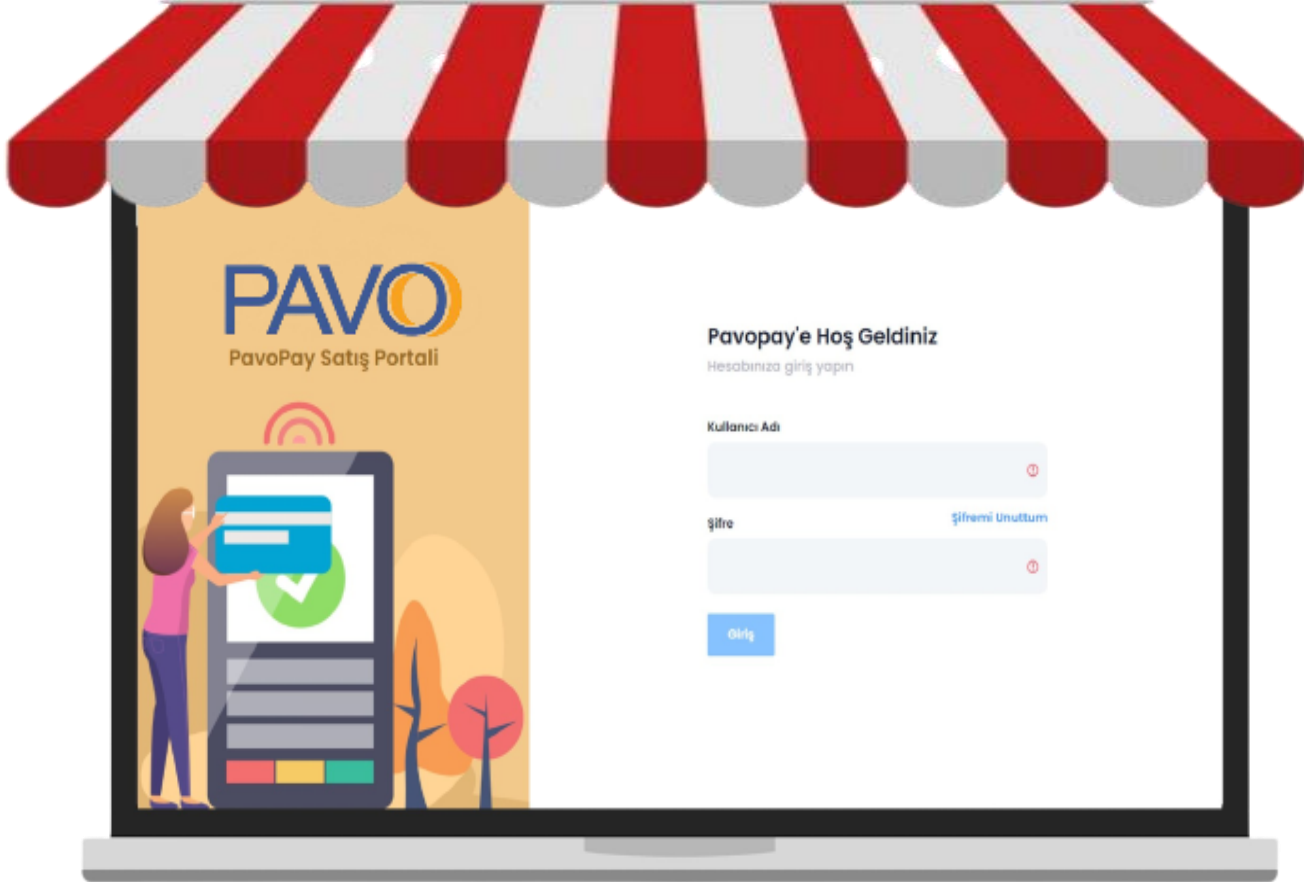 PAVO
PavoPay Satış Portali
Pavopay'e Hoş Geldiniz
Hesabınıza giriş yapın
Kullanıcı Adı
Şifre
Şifremi Unuttum
Giriş